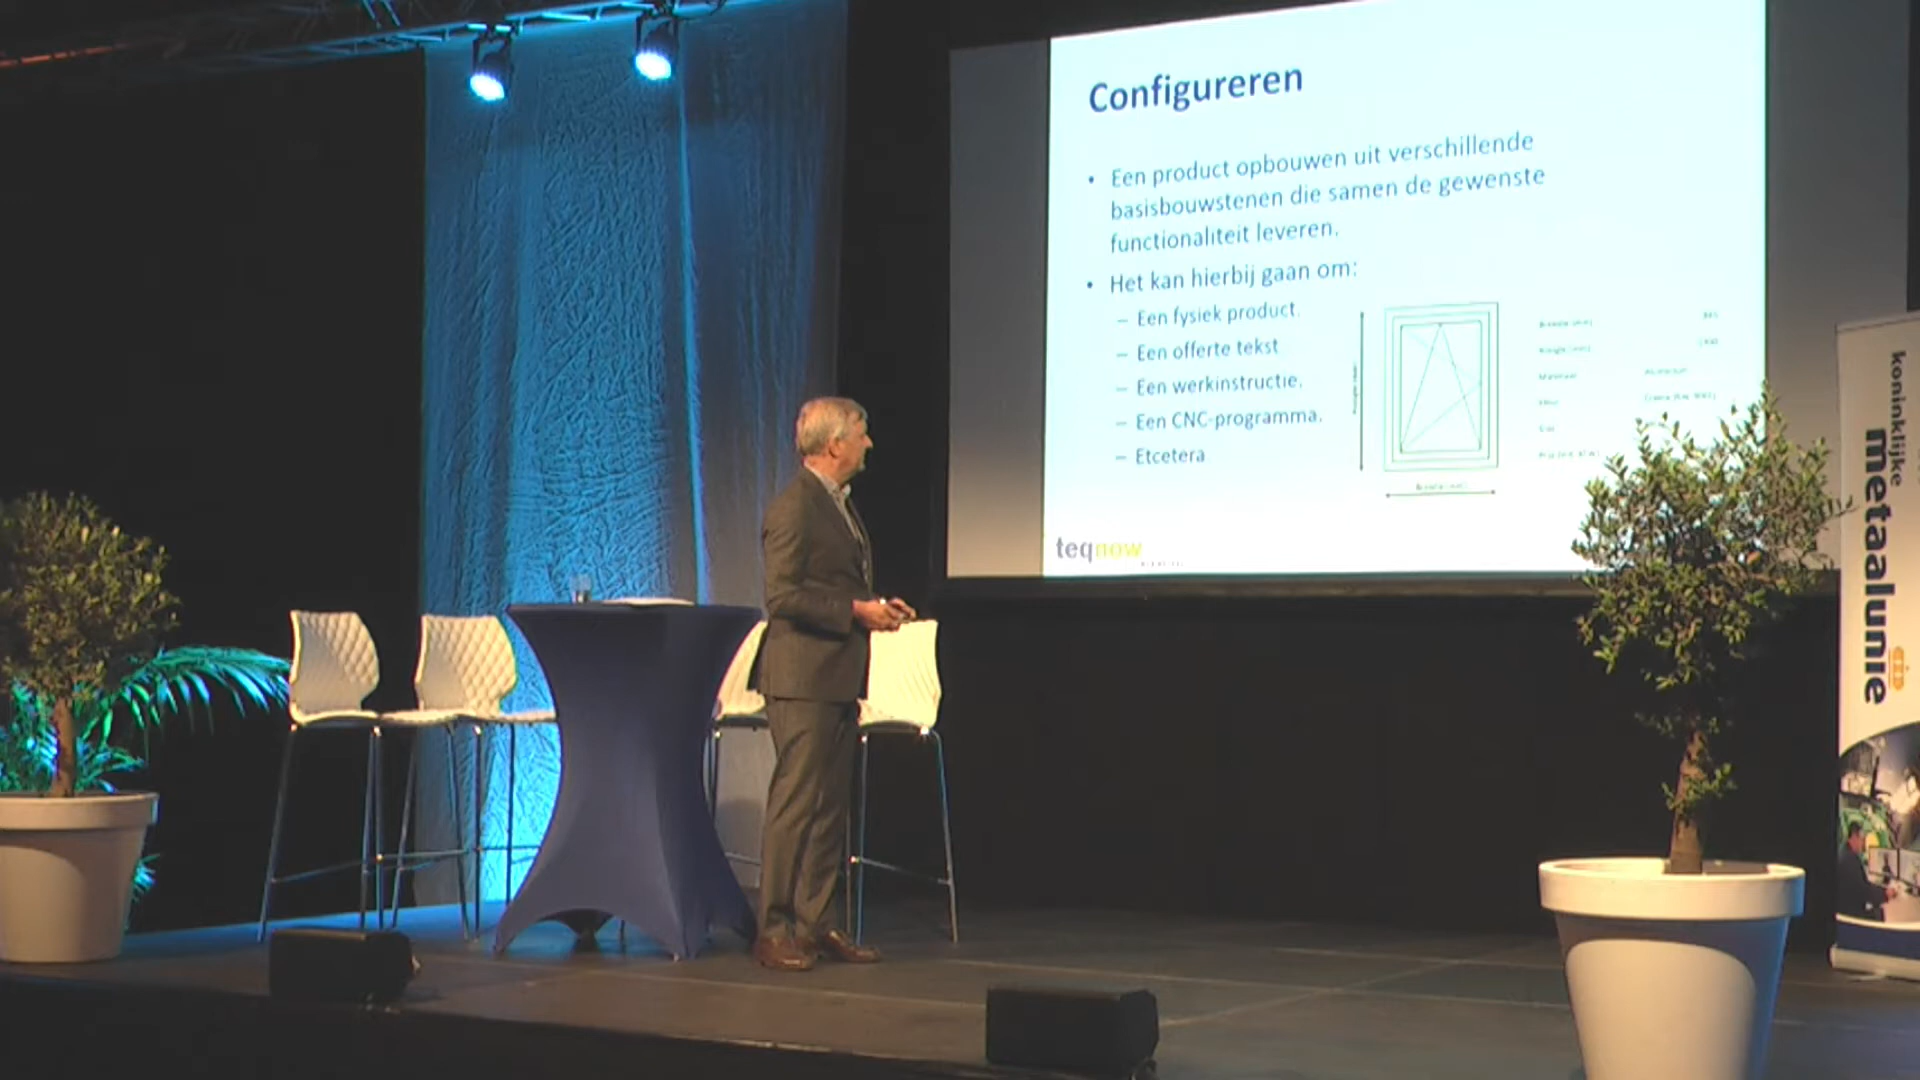 Configureren
• Een product opbouwen uit verschillende
basisbouwstenen die samen de gewenste
functionaliteit leveren.
• Het kan hierbij gaan om:
– Een fysiek product.
– Een offerte tekst
– Een werkinstructie.
– Een CNC-programma.
– Etcetera
teqnow
koninklijke
metaalunie